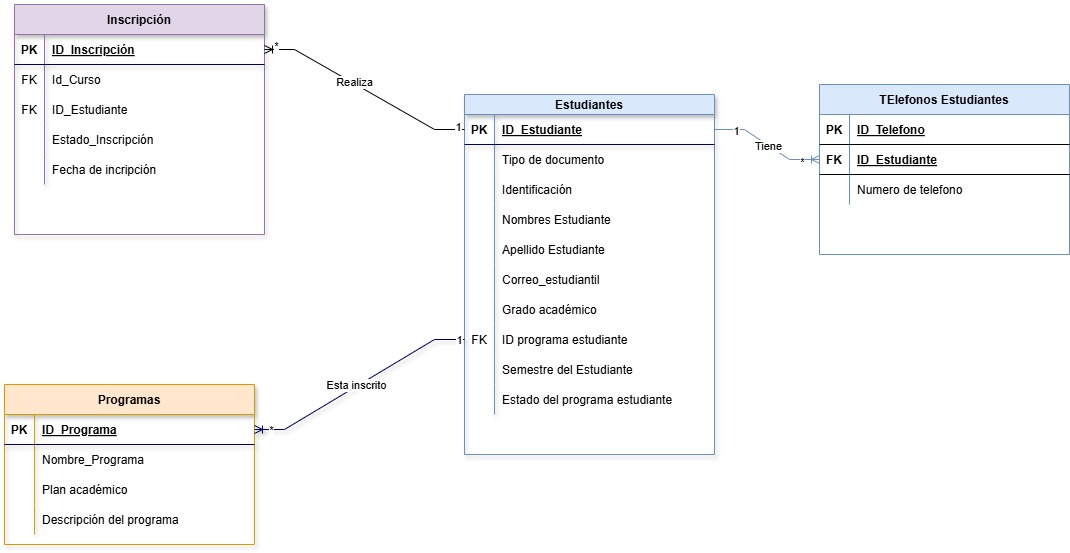 Inscripción
PK ID_Inscripción
FK Id_Curso
FK ID_Estudiante
Estado_Inscripción
Fecha de incripción
*
Realiza
1
Estudiantes
PK ID_Estudiante
Tipo de documento
Identificación
Nombres Estudiante
Apellido Estudiante
Correo_estudiantil
Grado académico
FK ID programa estudiante
Semestre del Estudiante
Estado del programa estudiante
1
Tiene
*
TElefonos Estudiantes
PK ID_Telefono
FK ID_Estudiante
Numero de telefono
1
Esta inscrito
*
Programas
PK ID_Programa
Nombre_Programa
Plan académico
Descripción del programa